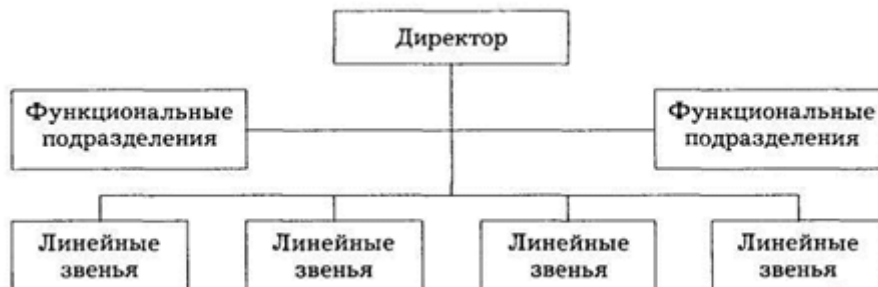 Директор
Функциональные
подразделения
Функциональные
подразделения
Линейные
звенья
Линейные
звенья
Линейные
звенья
Линейные
звенья